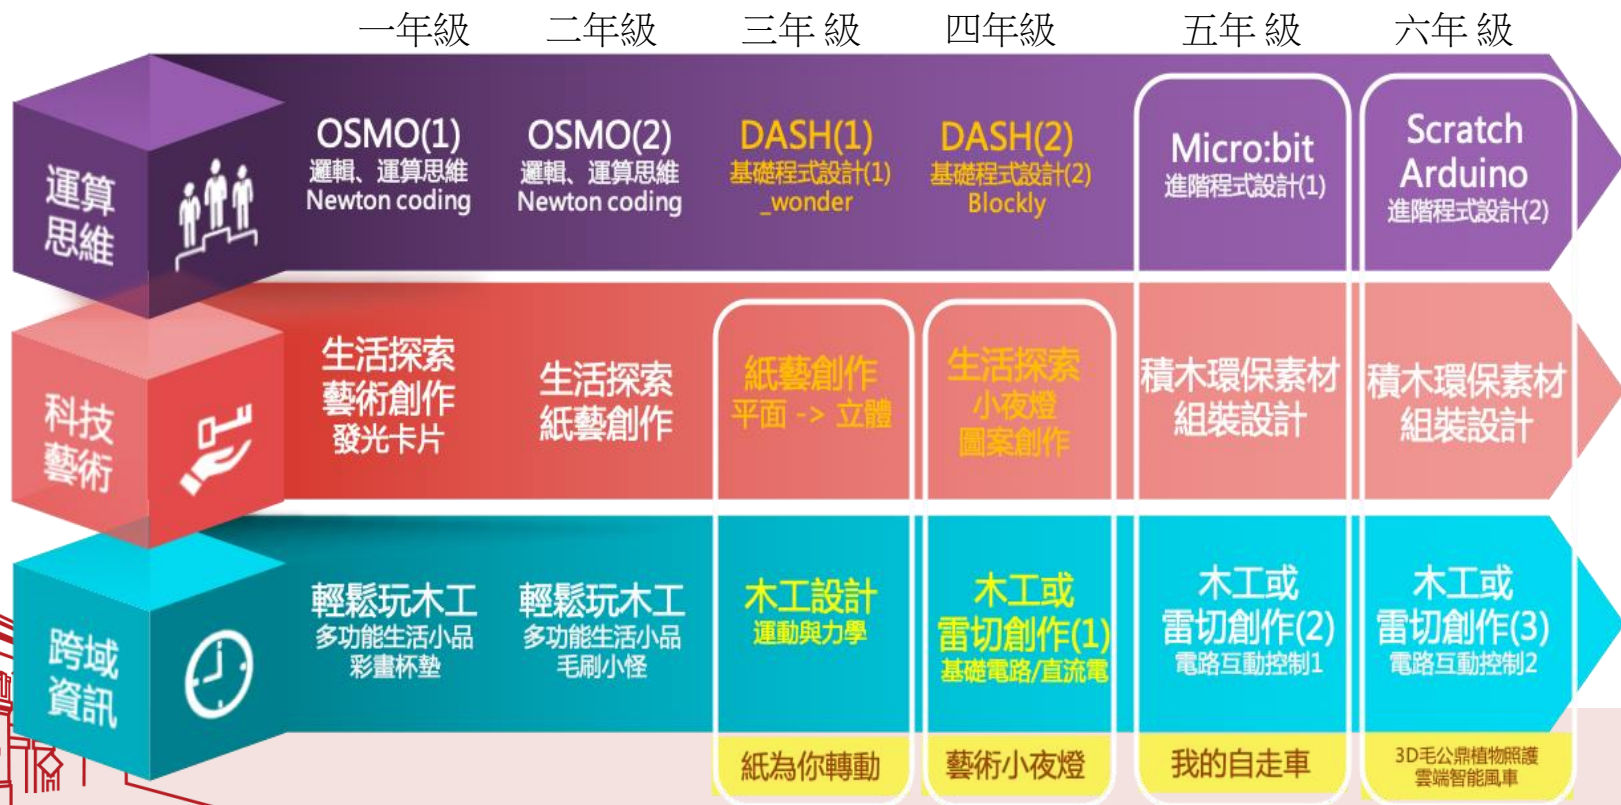 一年級 二年級 三年 級 四年級 五年 級 六年 級
運算
思維
OSMO(1)
邏輯、運算思維
Newton coding
OSMO(2)
邏輯、運算思維
Newton coding
DASH(1)
基礎程式設計(1)
_wonder
DASH(2)
基礎程式設計(2)
Blockly
Micro:bit
進階程式設計(1)
Scratch
Arduino
進階程式設計(2)
科技
藝術
生活探索
藝術創作
發光卡片
生活探索
紙藝創作
紙藝創作
平面 -> 立體
生活探索
小夜燈
圖案創作
積木環保素材
組裝設計
積木環保素材
組裝設計
跨域
資訊
輕鬆玩木工
多功能生活小品
彩畫杯墊
輕鬆玩木工
多功能生活小品
毛刷小怪
木工設計
運動與力學
木工或
雷切創作(1)
基礎電路/直流電
木工或
雷切創作(2)
電路互動控制1
木工或
雷切創作(3)
電路互動控制2
紙為你轉動
藝術小夜燈
我的自走車
3D毛公鼎植物照護
雲端智能風車